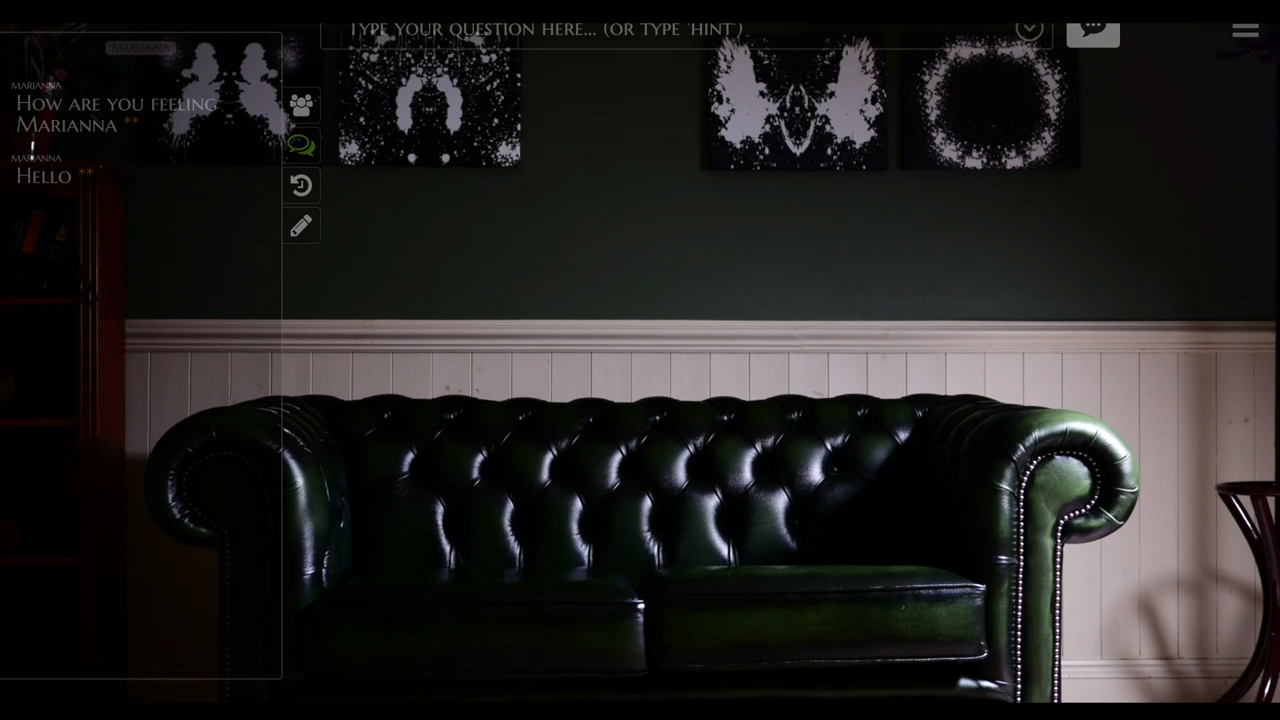 Type your question here... (or type 'hint')
Marianna
Marianna
How are you feeling
Marianna **
Marianna
Hello **